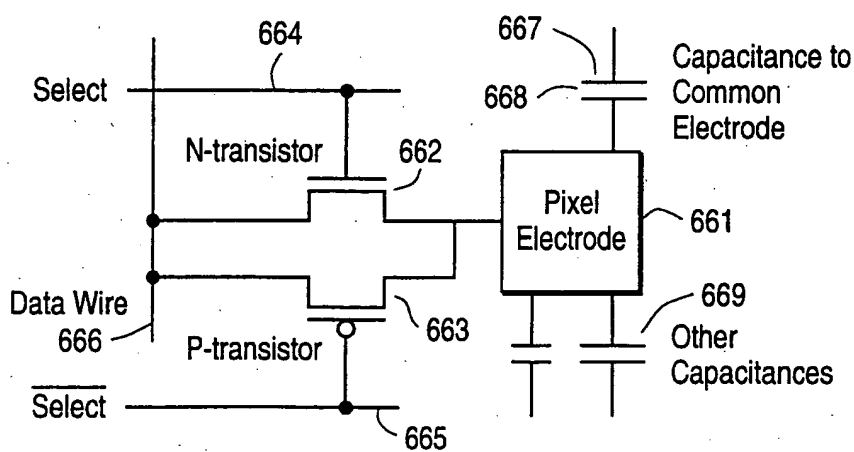 664
667
Select
668
Capacitance to
Common
Electrode
N-transistor
662
Pixel
Electrode
661
Data Wire
666
663
669
P-transistor
Other
Capacitances
Select
665